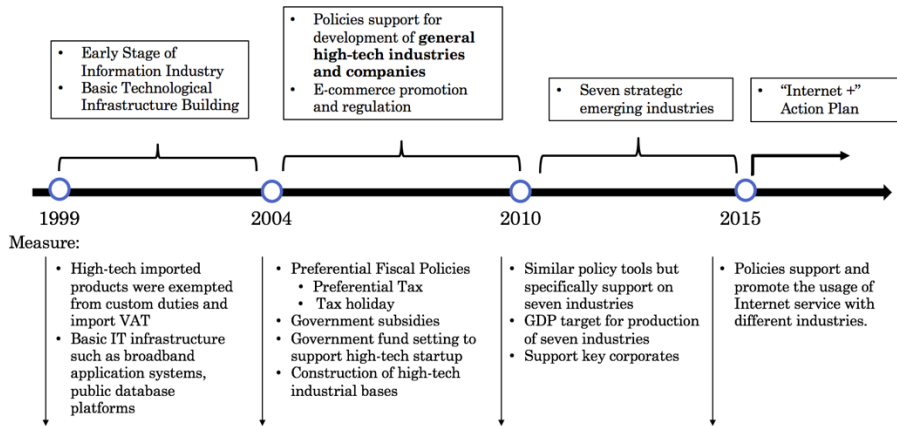 • Early Stage of
Information Industry
• Basic Technological
Infrastructure Building
• Policies support for
development of general
high-tech industries
and companies
• E-commerce promotion
and regulation
• Seven strategic
emerging industries
• “Internet +”
Action Plan
1999
2004
2010
2015
Measure:
• High-tech imported
products were exempted
from custom duties and
import VAT
• Basic IT infrastructure
such as broadband
application systems,
public database
platforms
• Preferential Fiscal Policies
• Preferential Tax
• Tax holiday
• Government subsidies
• Government fund setting to
support high-tech startup
• Construction of high-tech
industrial bases
• Similar policy tools but
specifically support on
seven industries
• GDP target for production
of seven industries
• Support key corporates
• Policies support and
promote the usage of
Internet service with
different industries.